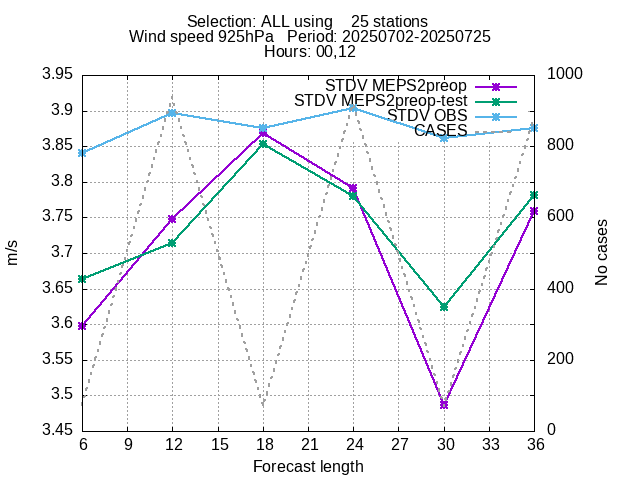 Selection: ALL using    25 stations
Wind speed 925hPa   Period: 20250702-20250725
Hours: 00,12
STDV MEPS2preop
STDV MEPS2preop-test
STDV OBS
CASES
3.95
3.9
3.85
3.8
3.75
3.7
3.65
3.6
3.55
3.5
3.45
1000
800
600
400
200
0
m/s
No cases
6 9 12 15 18 21 24 27 30 33 36
Forecast length